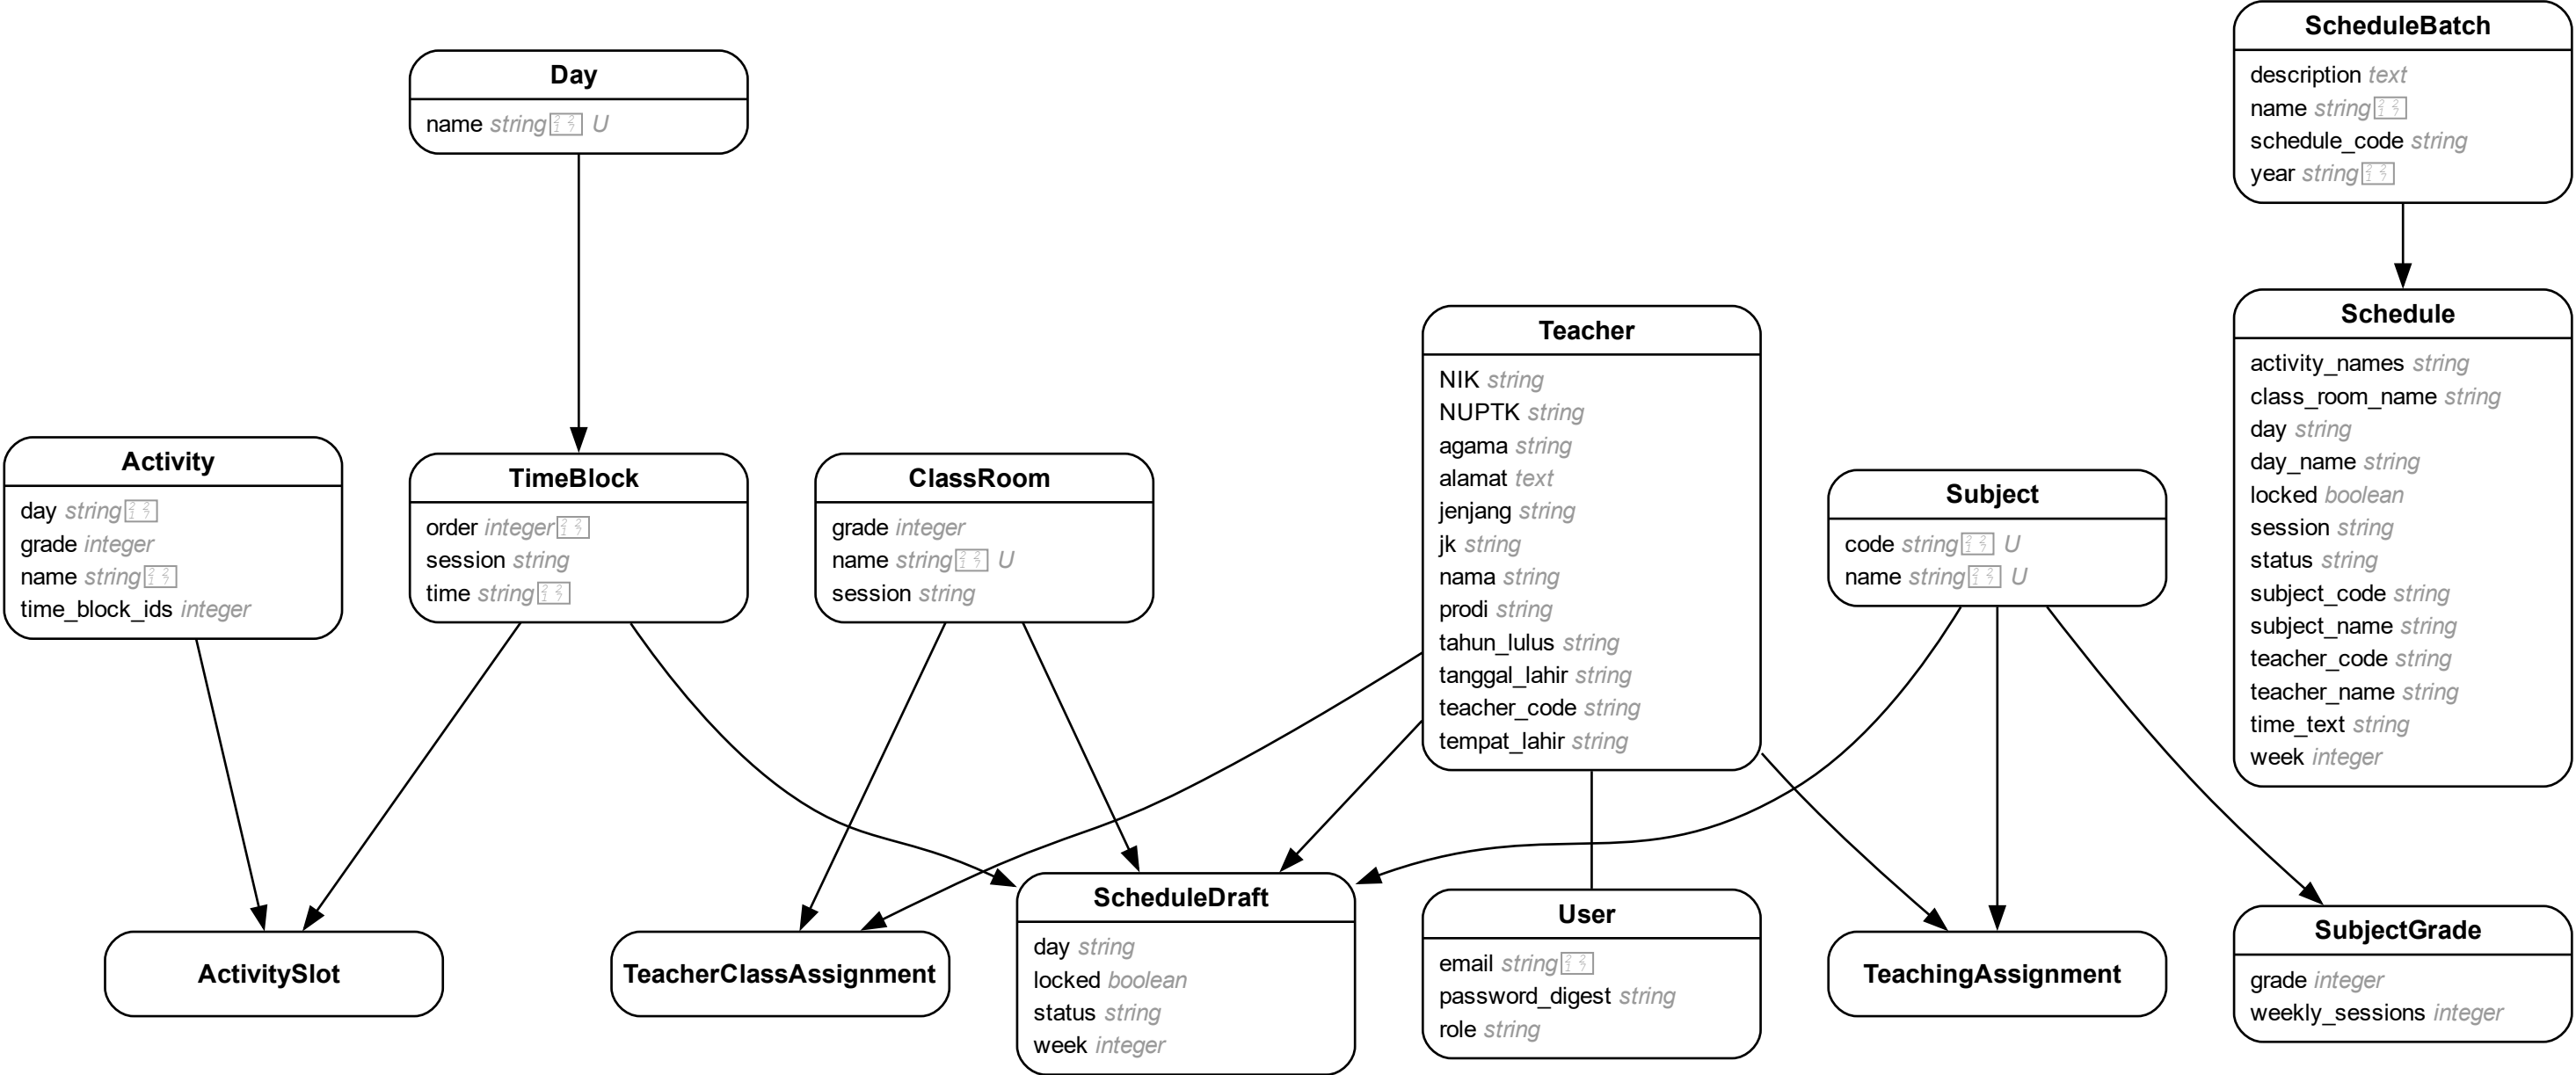 ScheduleBatch
description text
name string
schedule_code string
year string
Day
name string U
Schedule
activity_names string
class_room_name string
day string
day_name string
locked boolean
session string
status string
subject_code string
subject_name string
teacher_code string
teacher_name string
time_text string
week integer
Teacher
NIK string
NUPTK string
agama string
alamat text
jenjang string
jk string
nama string
prodi string
tahun_lulus string
tanggal_lahir string
teacher_code string
tempat_lahir string
Activity
day string
grade integer
name string
time_block_ids integer
TimeBlock
order integer
session string
time string
ClassRoom
grade integer
name string U
session string
Subject
code string U
name string U
ActivitySlot
TeacherClassAssignment
ScheduleDraft
day string
locked boolean
status string
week integer
User
email string
password_digest string
role string
TeachingAssignment
SubjectGrade
grade integer
weekly_sessions integer